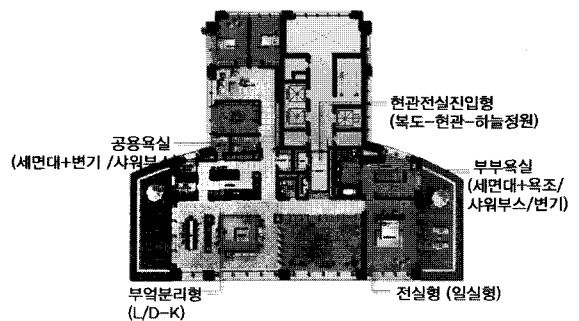 현관전실진입형
(복도-현관-하늘정원)
공용욕실
(세면대+변기 /샤워부스)
부부욕실
(세면대+욕조/
샤워부스/변기)
부엌분리형
(L/D-K)
전실형 (일실형)